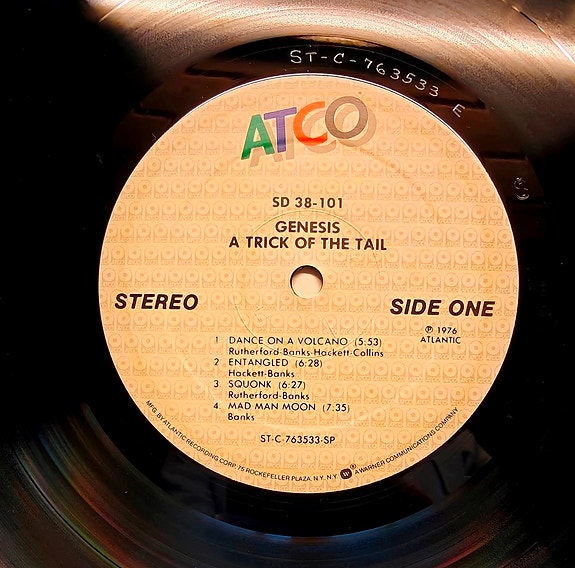 ST-C-763533 E
ATCO
SD 38-101
GENESIS
A TRICK OF THE TAIL
STEREO
SIDE ONE
℗ 1976
ATLANTIC
1 DANCE ON A VOLCANO (5:53)
Rutherford-Banks-Hackett-Collins
2 ENTANGLED (6:28)
Hackett-Banks
3 SQUONK (6:27)
Rutherford-Banks
4 MAD MAN MOON (7:35)
Banks
ST-C-763533-SP
MFG. BY ATLANTIC RECORDING CORP. 75 ROCKEFELLER PLAZA, N.Y., N.Y. W® A WARNER COMMUNICATIONS COMPANY